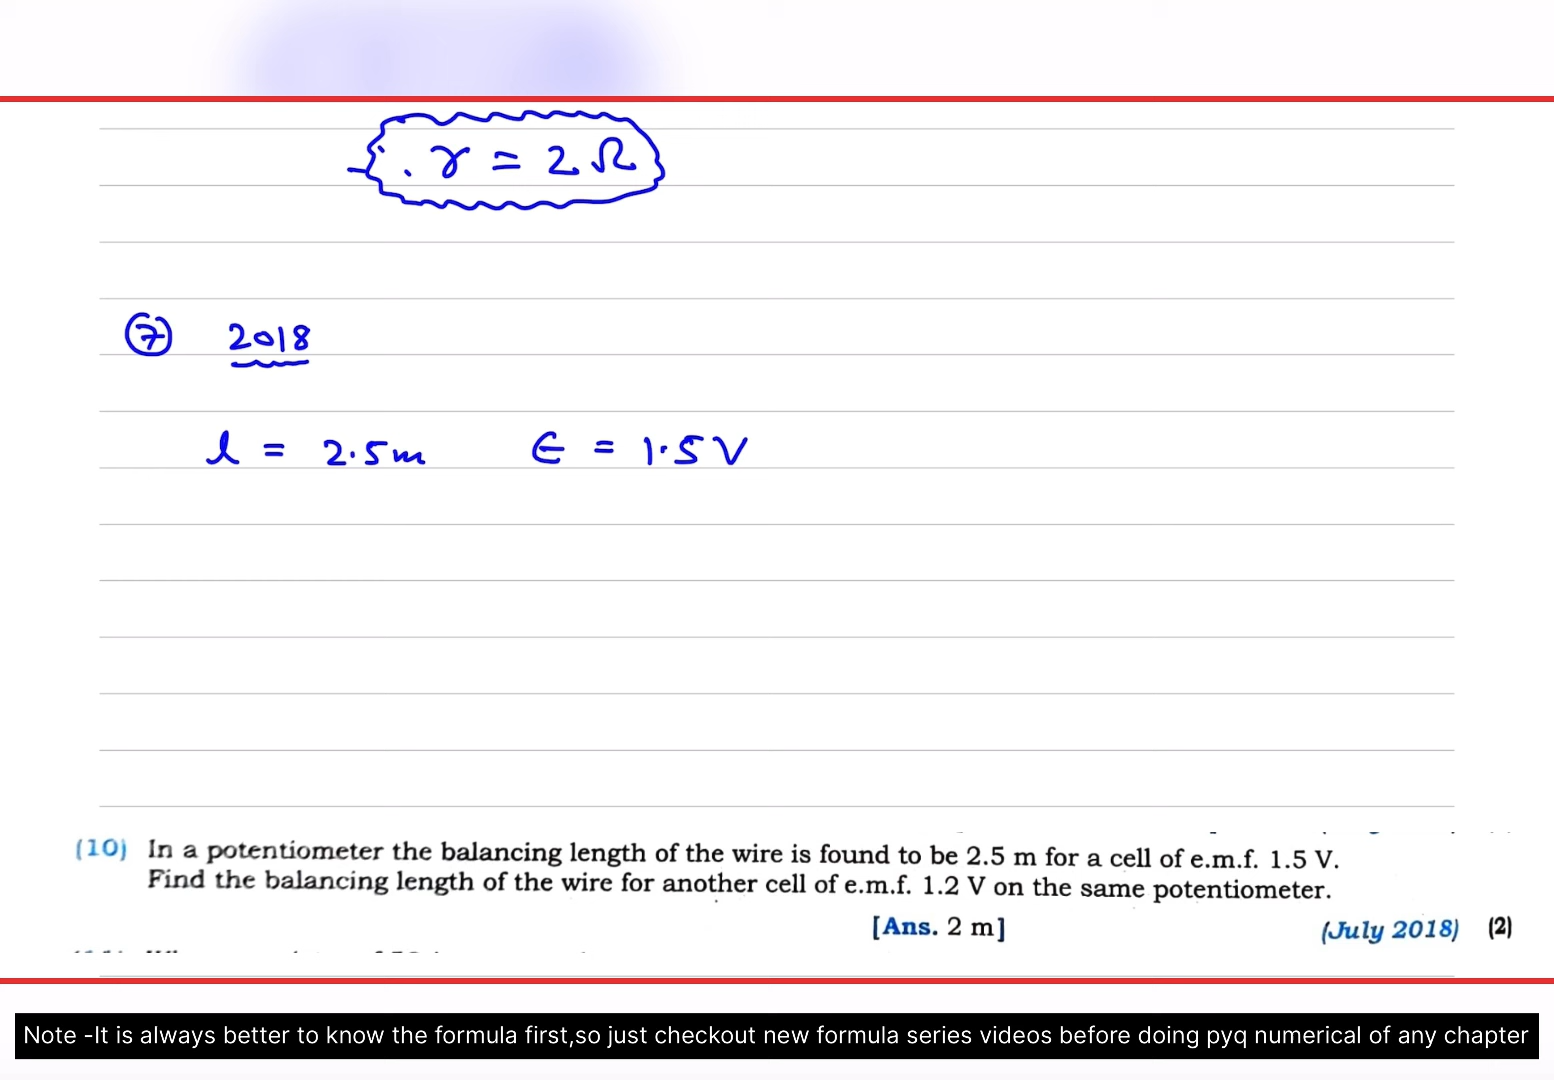 ∴ r = 2 Ω
7 2018
l = 2.5m ∈ = 1.5 V
(10) In a potentiometer the balancing length of the wire is found to be 2.5 m for a cell of e.m.f. 1.5 V.
Find the balancing length of the wire for another cell of e.m.f. 1.2 V on the same potentiometer.
[Ans. 2 m] (July 2018) (2)
Note -It is always better to know the formula first,so just checkout new formula series videos before doing pyq numerical of any chapter